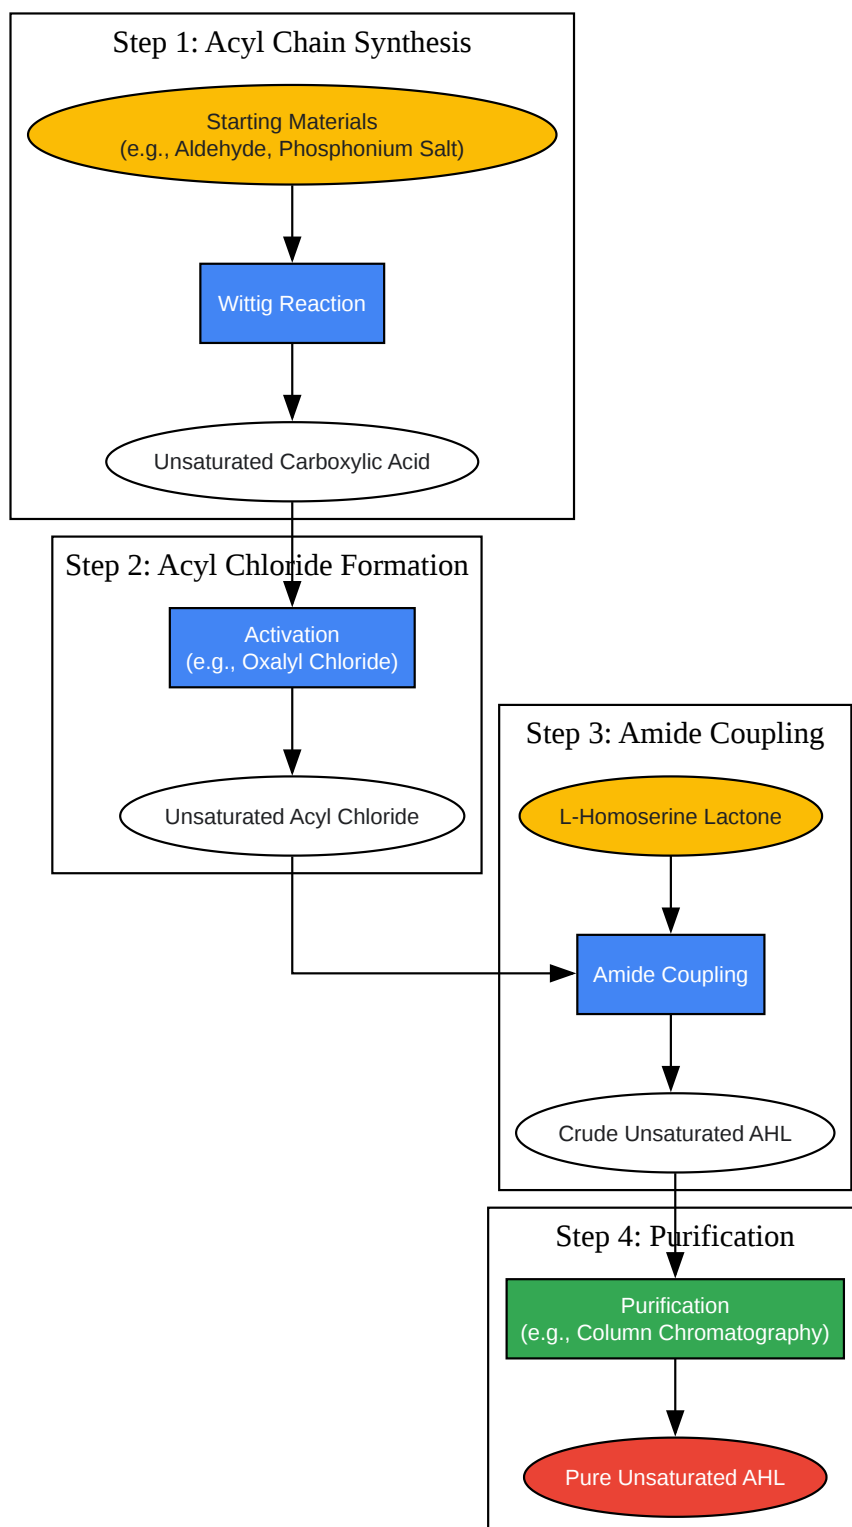 Step 1: Acyl Chain Synthesis
Starting Materials
(e.g., Aldehyde, Phosphonium Salt)
Wittig Reaction
Unsaturated Carboxylic Acid
Step 2: Acyl Chloride Formation
Activation
(e.g., Oxalyl Chloride)
Unsaturated Acyl Chloride
Step 3: Amide Coupling
L-Homoserine Lactone
Amide Coupling
Crude Unsaturated AHL
Step 4: Purification
Purification
(e.g., Column Chromatography)
Pure Unsaturated AHL